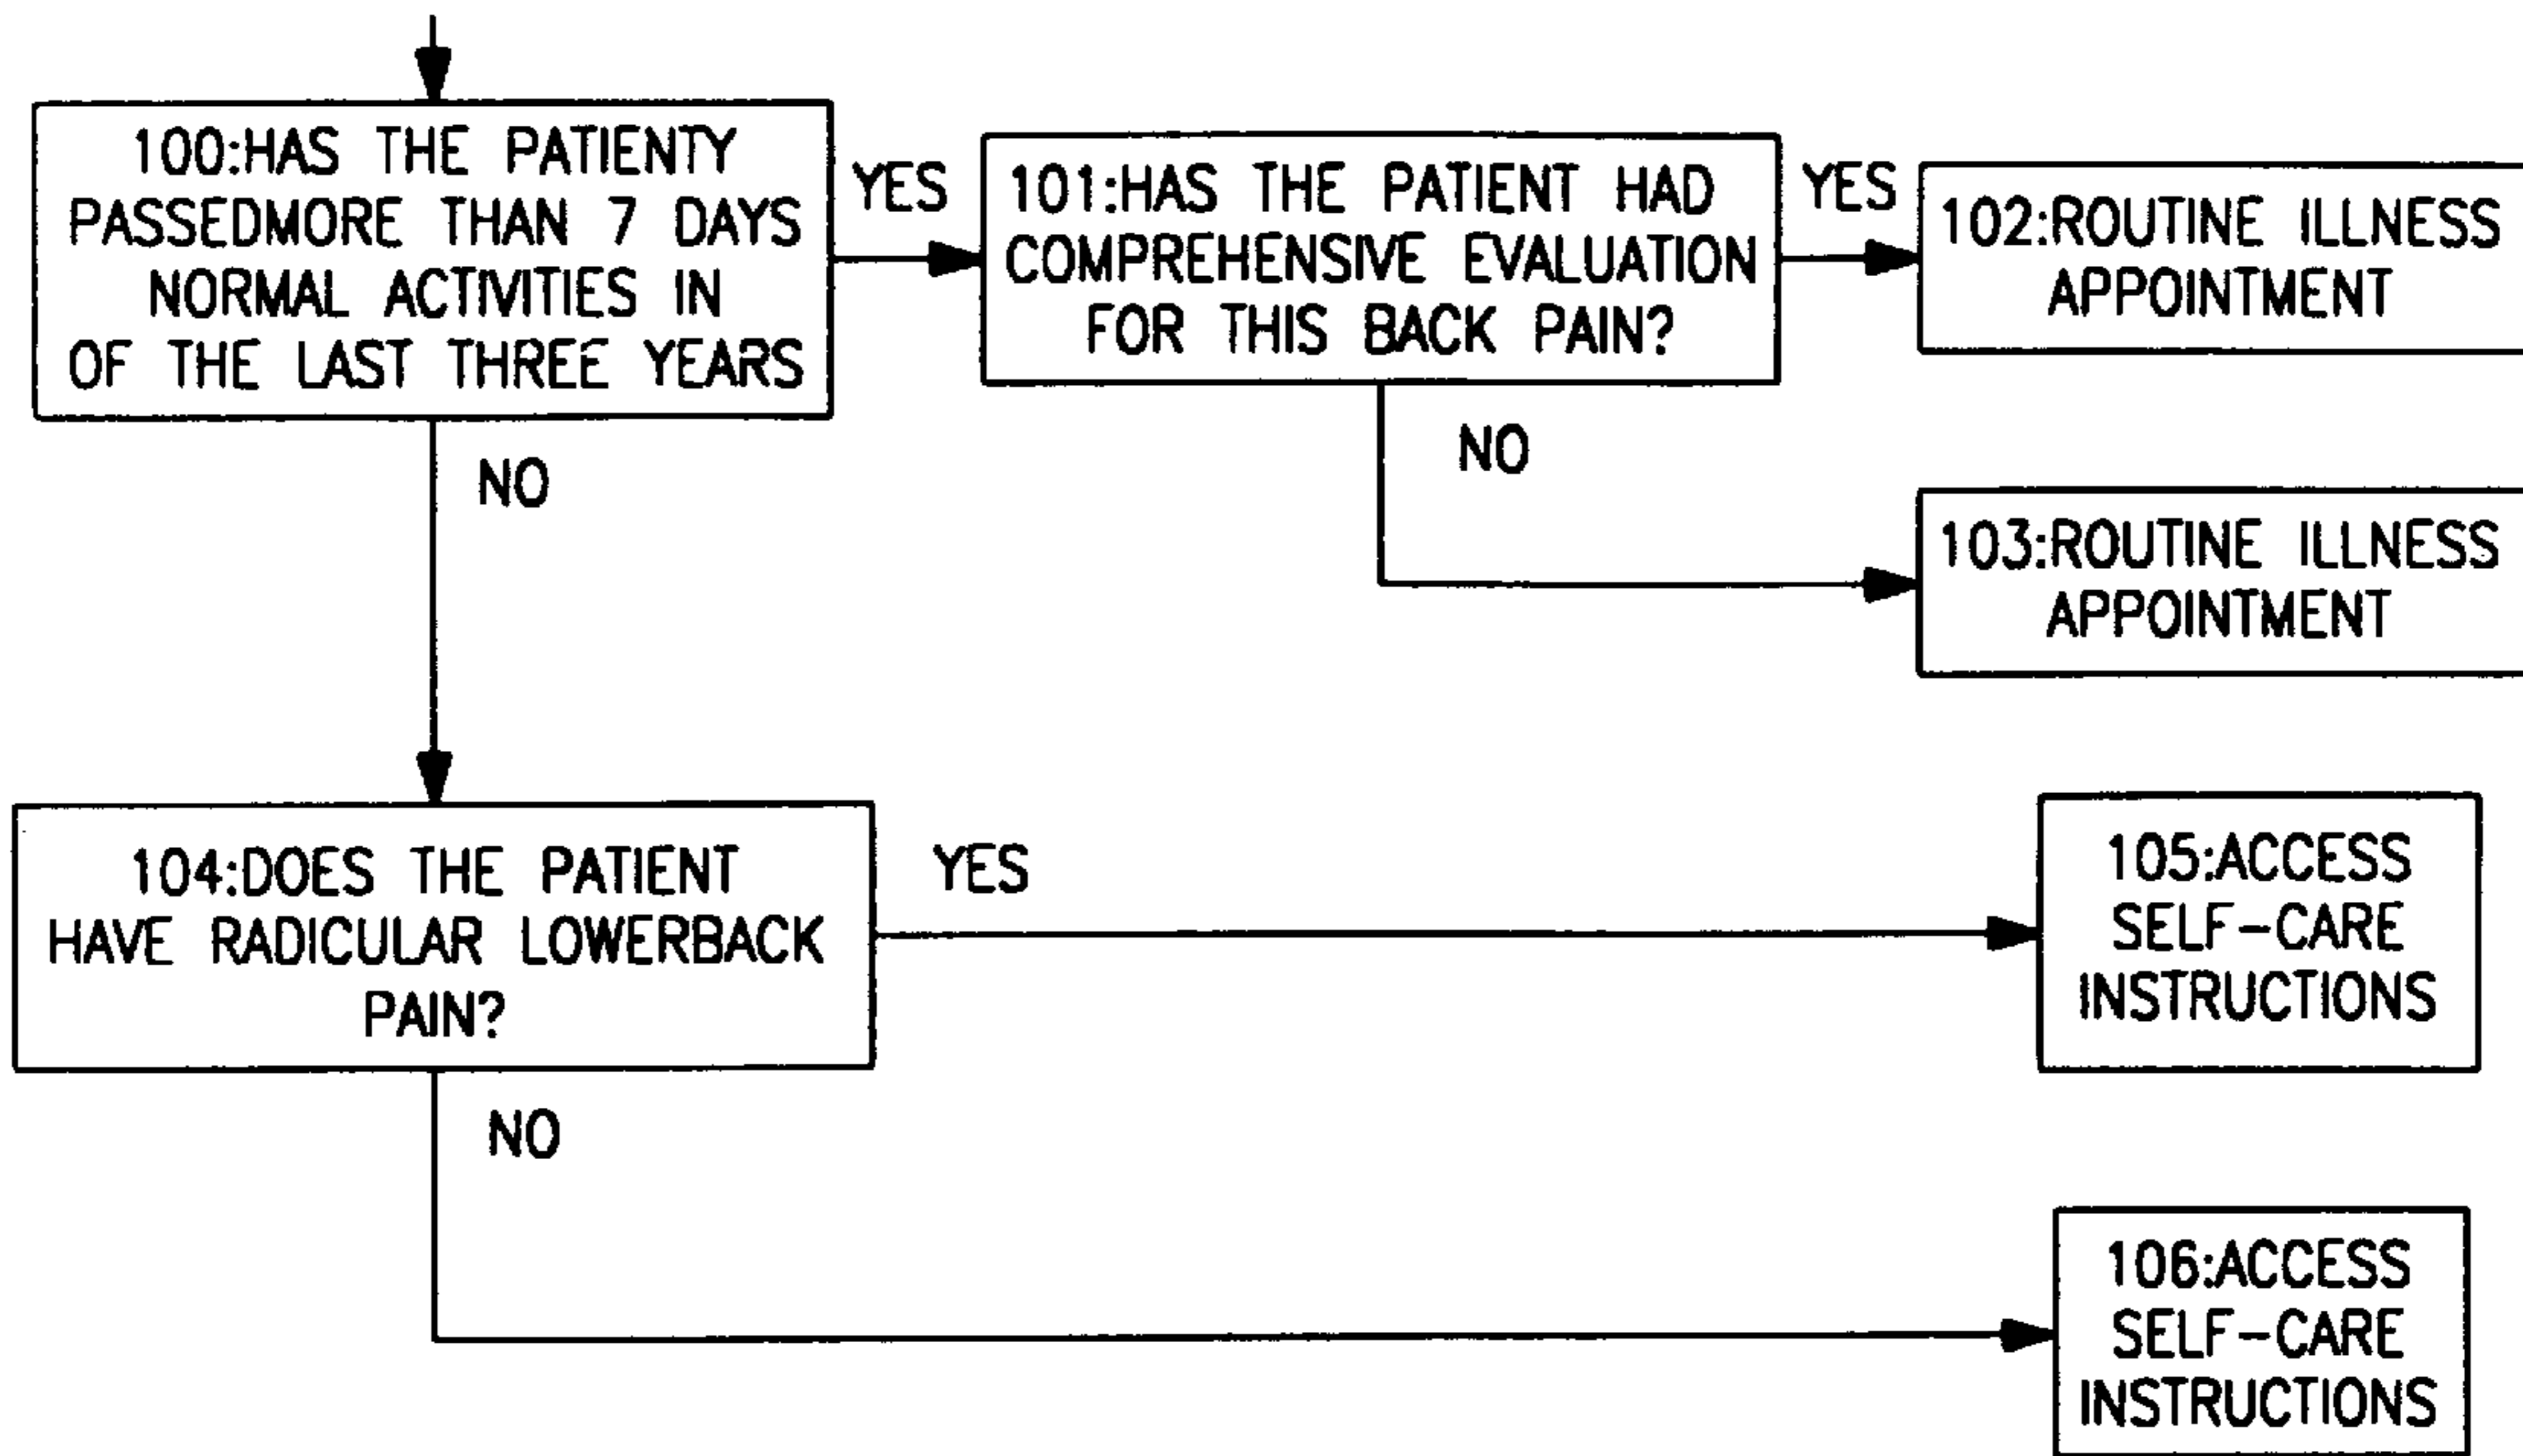 100:HAS THE PATIENTY
PASSEDMORE THAN 7 DAYS
NORMAL ACTIVITIES IN
OF THE LAST THREE YEARS
YES
101:HAS THE PATIENT HAD
COMPREHENSIVE EVALUATION
FOR THIS BACK PAIN?
YES
102:ROUTINE ILLNESS
APPOINTMENT
NO
NO
103:ROUTINE ILLNESS
APPOINTMENT
104:DOES THE PATIENT
HAVE RADICULAR LOWERBACK
PAIN?
YES
105:ACCESS
SELF-CARE
INSTRUCTIONS
NO
106:ACCESS
SELF-CARE
INSTRUCTIONS